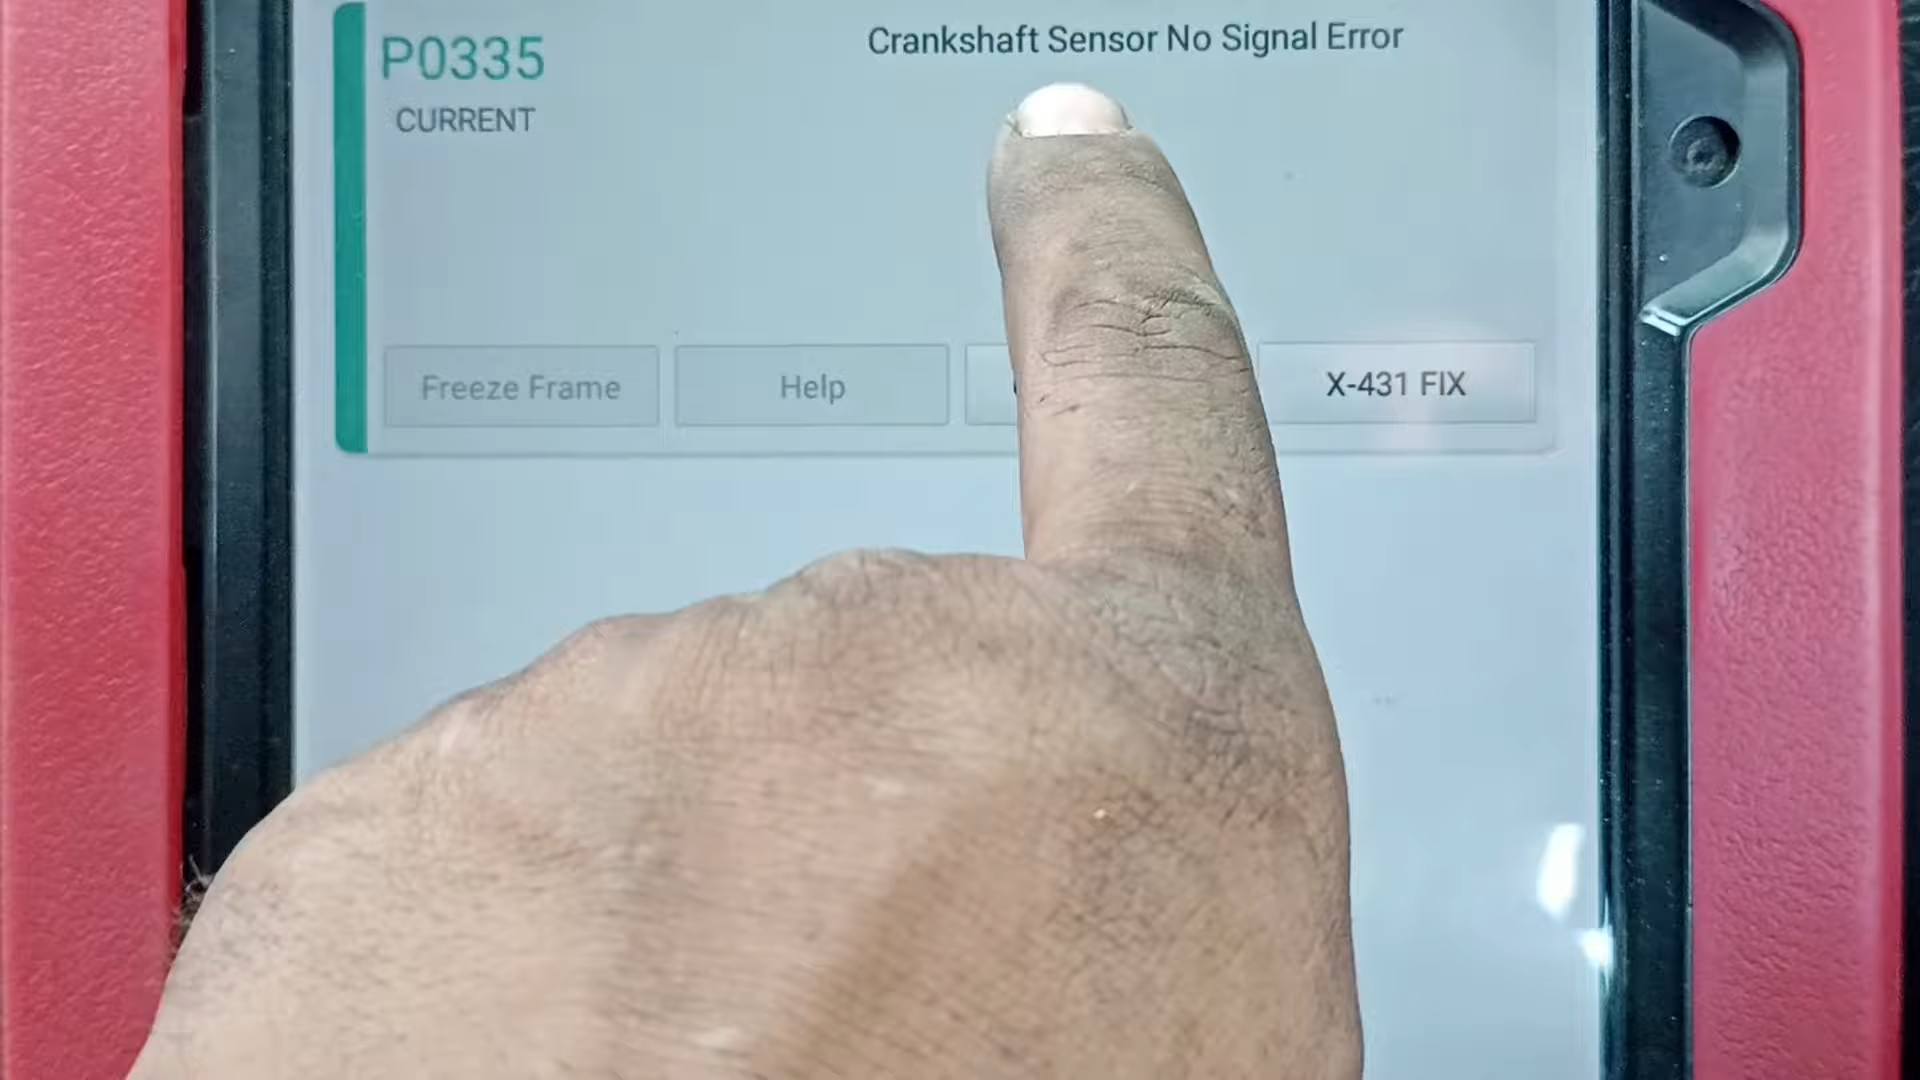 P0335
Crankshaft Sensor No Signal Error
CURRENT
Freeze Frame
Help
X-431 FIX